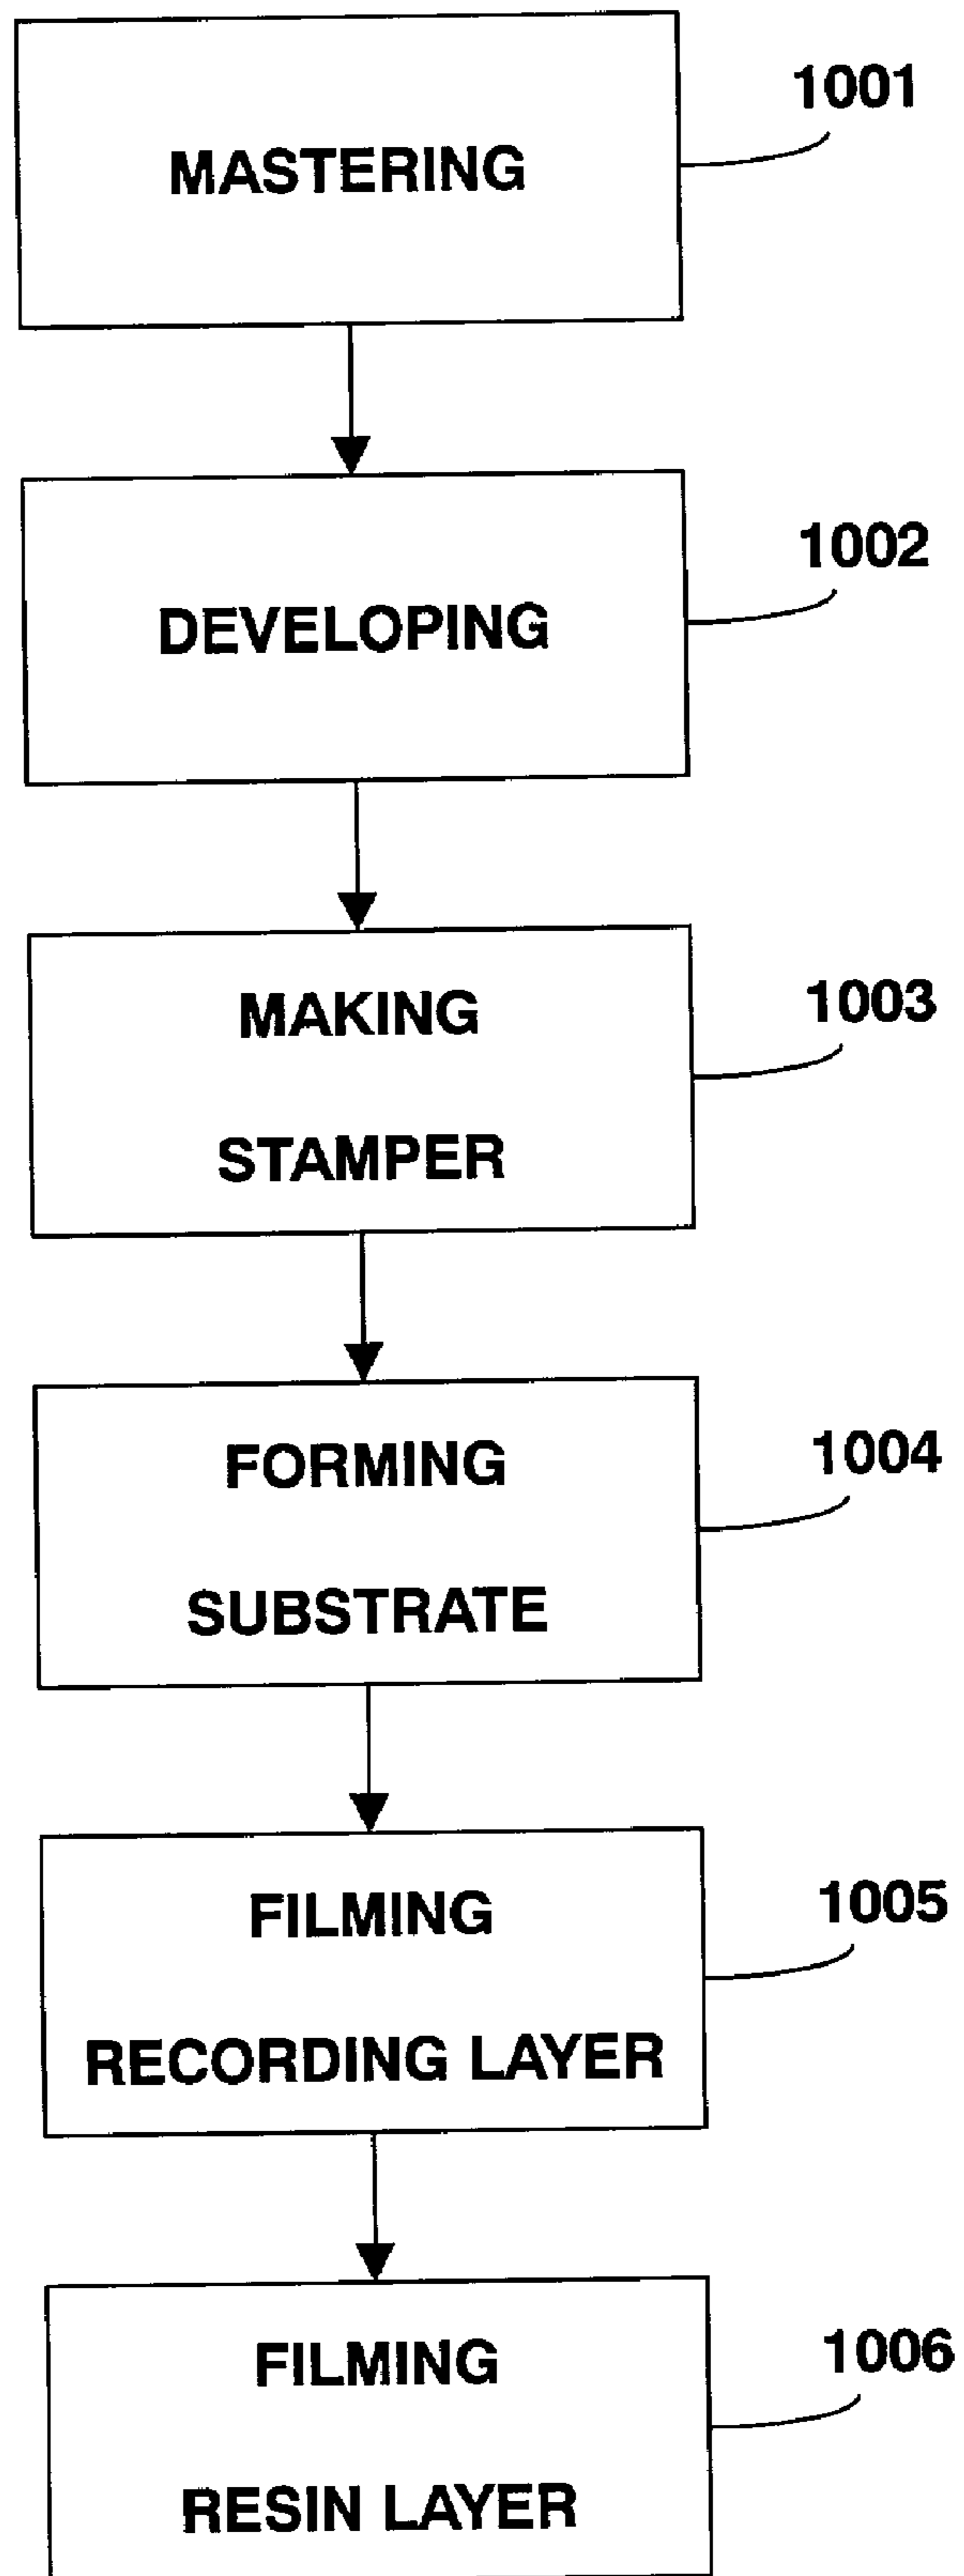 MASTERING
1001
DEVELOPING
1002
MAKING
STAMPER
1003
FORMING
SUBSTRATE
1004
FILMING
RECORDING LAYER
1005
FILMING
RESIN LAYER
1006